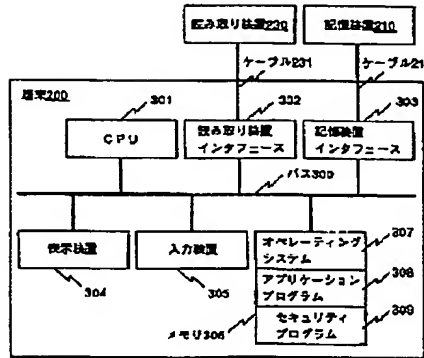 読み取り装置230
記憶装置210
ケーブル231
ケーブル21
端末200
301
302
303
CPU
読み取り装置
インタフェース
記憶装置
インタフェース
バス300
表示装置
入力装置
オペレーティング
システム
アプリケーション
プログラム
セキュリティ
プログラム
307
308
309
304
305
メモリ306